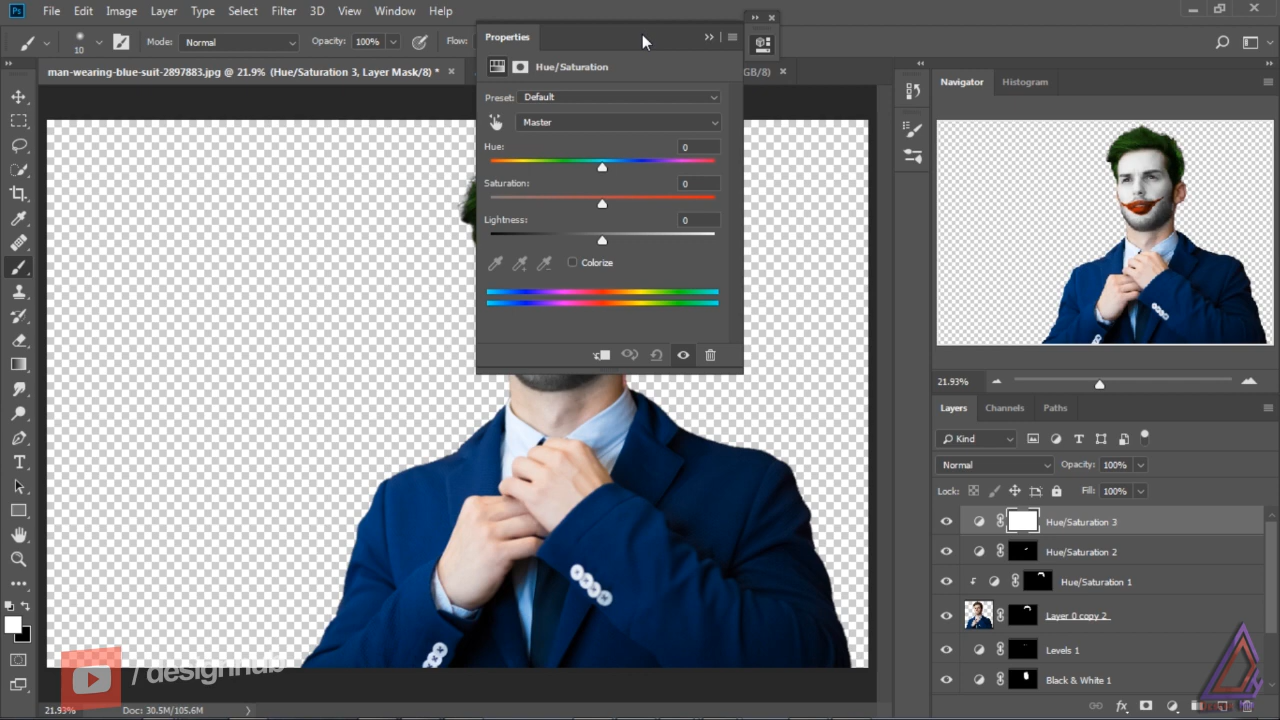 Ps File Edit Image Layer Type Select Filter 3D View Window Help
10 Mode: Normal Opacity: 100% Flow:
man-wearing-blue-suit-2897883.jpg @ 21.9% (Hue/Saturation 3, Layer Mask/8) *
GB/8)
Properties
Hue/Saturation
Preset: Default
Master
Hue: 0
Saturation: 0
Lightness: 0
Colorize
Navigator Histogram
21.93%
Layers Channels Paths
Kind
Normal Opacity: 100%
Lock: Fill: 100%
Hue/Saturation 3
Hue/Saturation 2
Hue/Saturation 1
Layer 0 copy 2
Levels 1
Black & White 1
/ designhub
21.93% Doc: 30.5M/105.6M